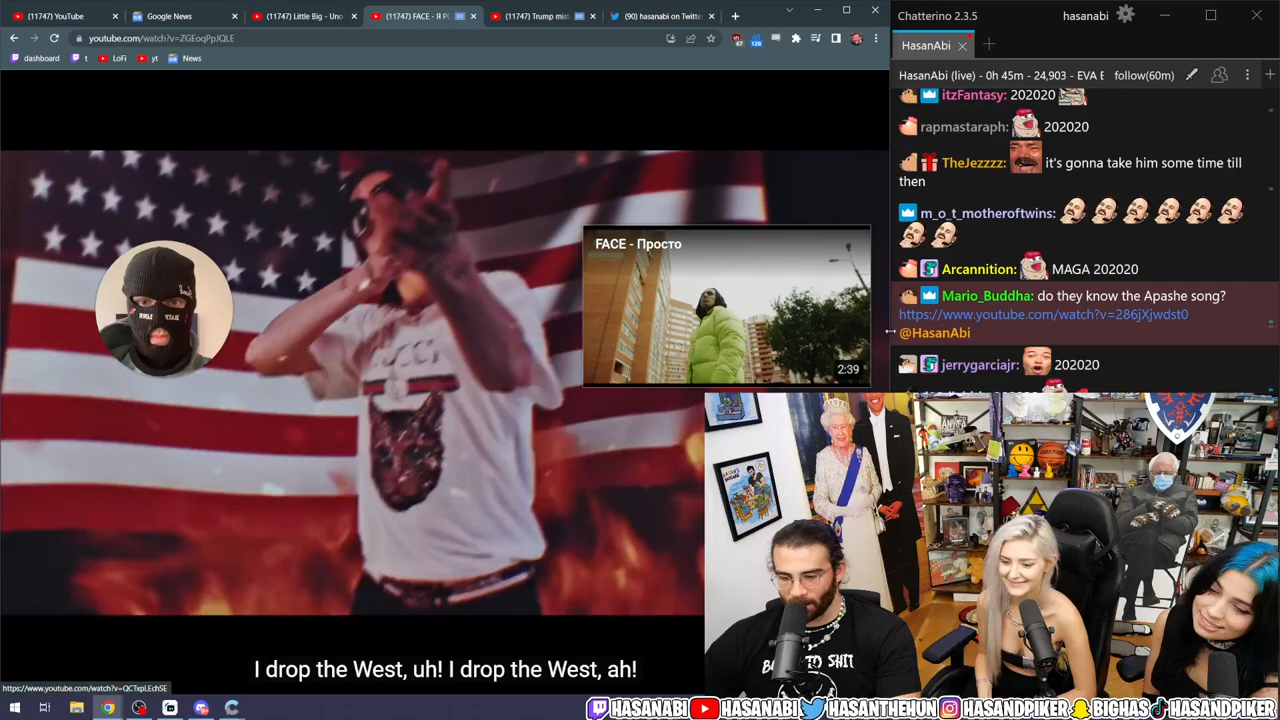 (11747) YouTube
Google News
(11747) Little Big - Uno
(11747) FACE - Я РО
(11747) Trump mist
(90) hasanabi on Twitte
youtube.com/watch?v=ZGEoqPpJQLE
67
120
dashboard
t
LoFi
yt
News
Chatterino 2.3.5
hasanabi
HasanAbi
HasanAbi (live) - 0h 45m - 24,903 - EVA E
follow(60m)
itzFantasy: 202020
rapmastaraph: 202020
TheJezzzz: it's gonna take him some time till
then
m_o_t_motheroftwins:
Arcannition: MAGA 202020
Mario_Buddha: do they know the Apashe song?
https://www.youtube.com/watch?v=286jXjwdst0
@HasanAbi
jerrygarciajr: 202020
FACE - Просто
2:39
GUCCI
I drop the West, uh! I drop the West, ah!
https://www.youtube.com/watch?v=QCTxpLEchSE
HASANABI
HASANABI
HASANTHEHUN
HASANDPIKER
BIGHAS
HASANDPIKER